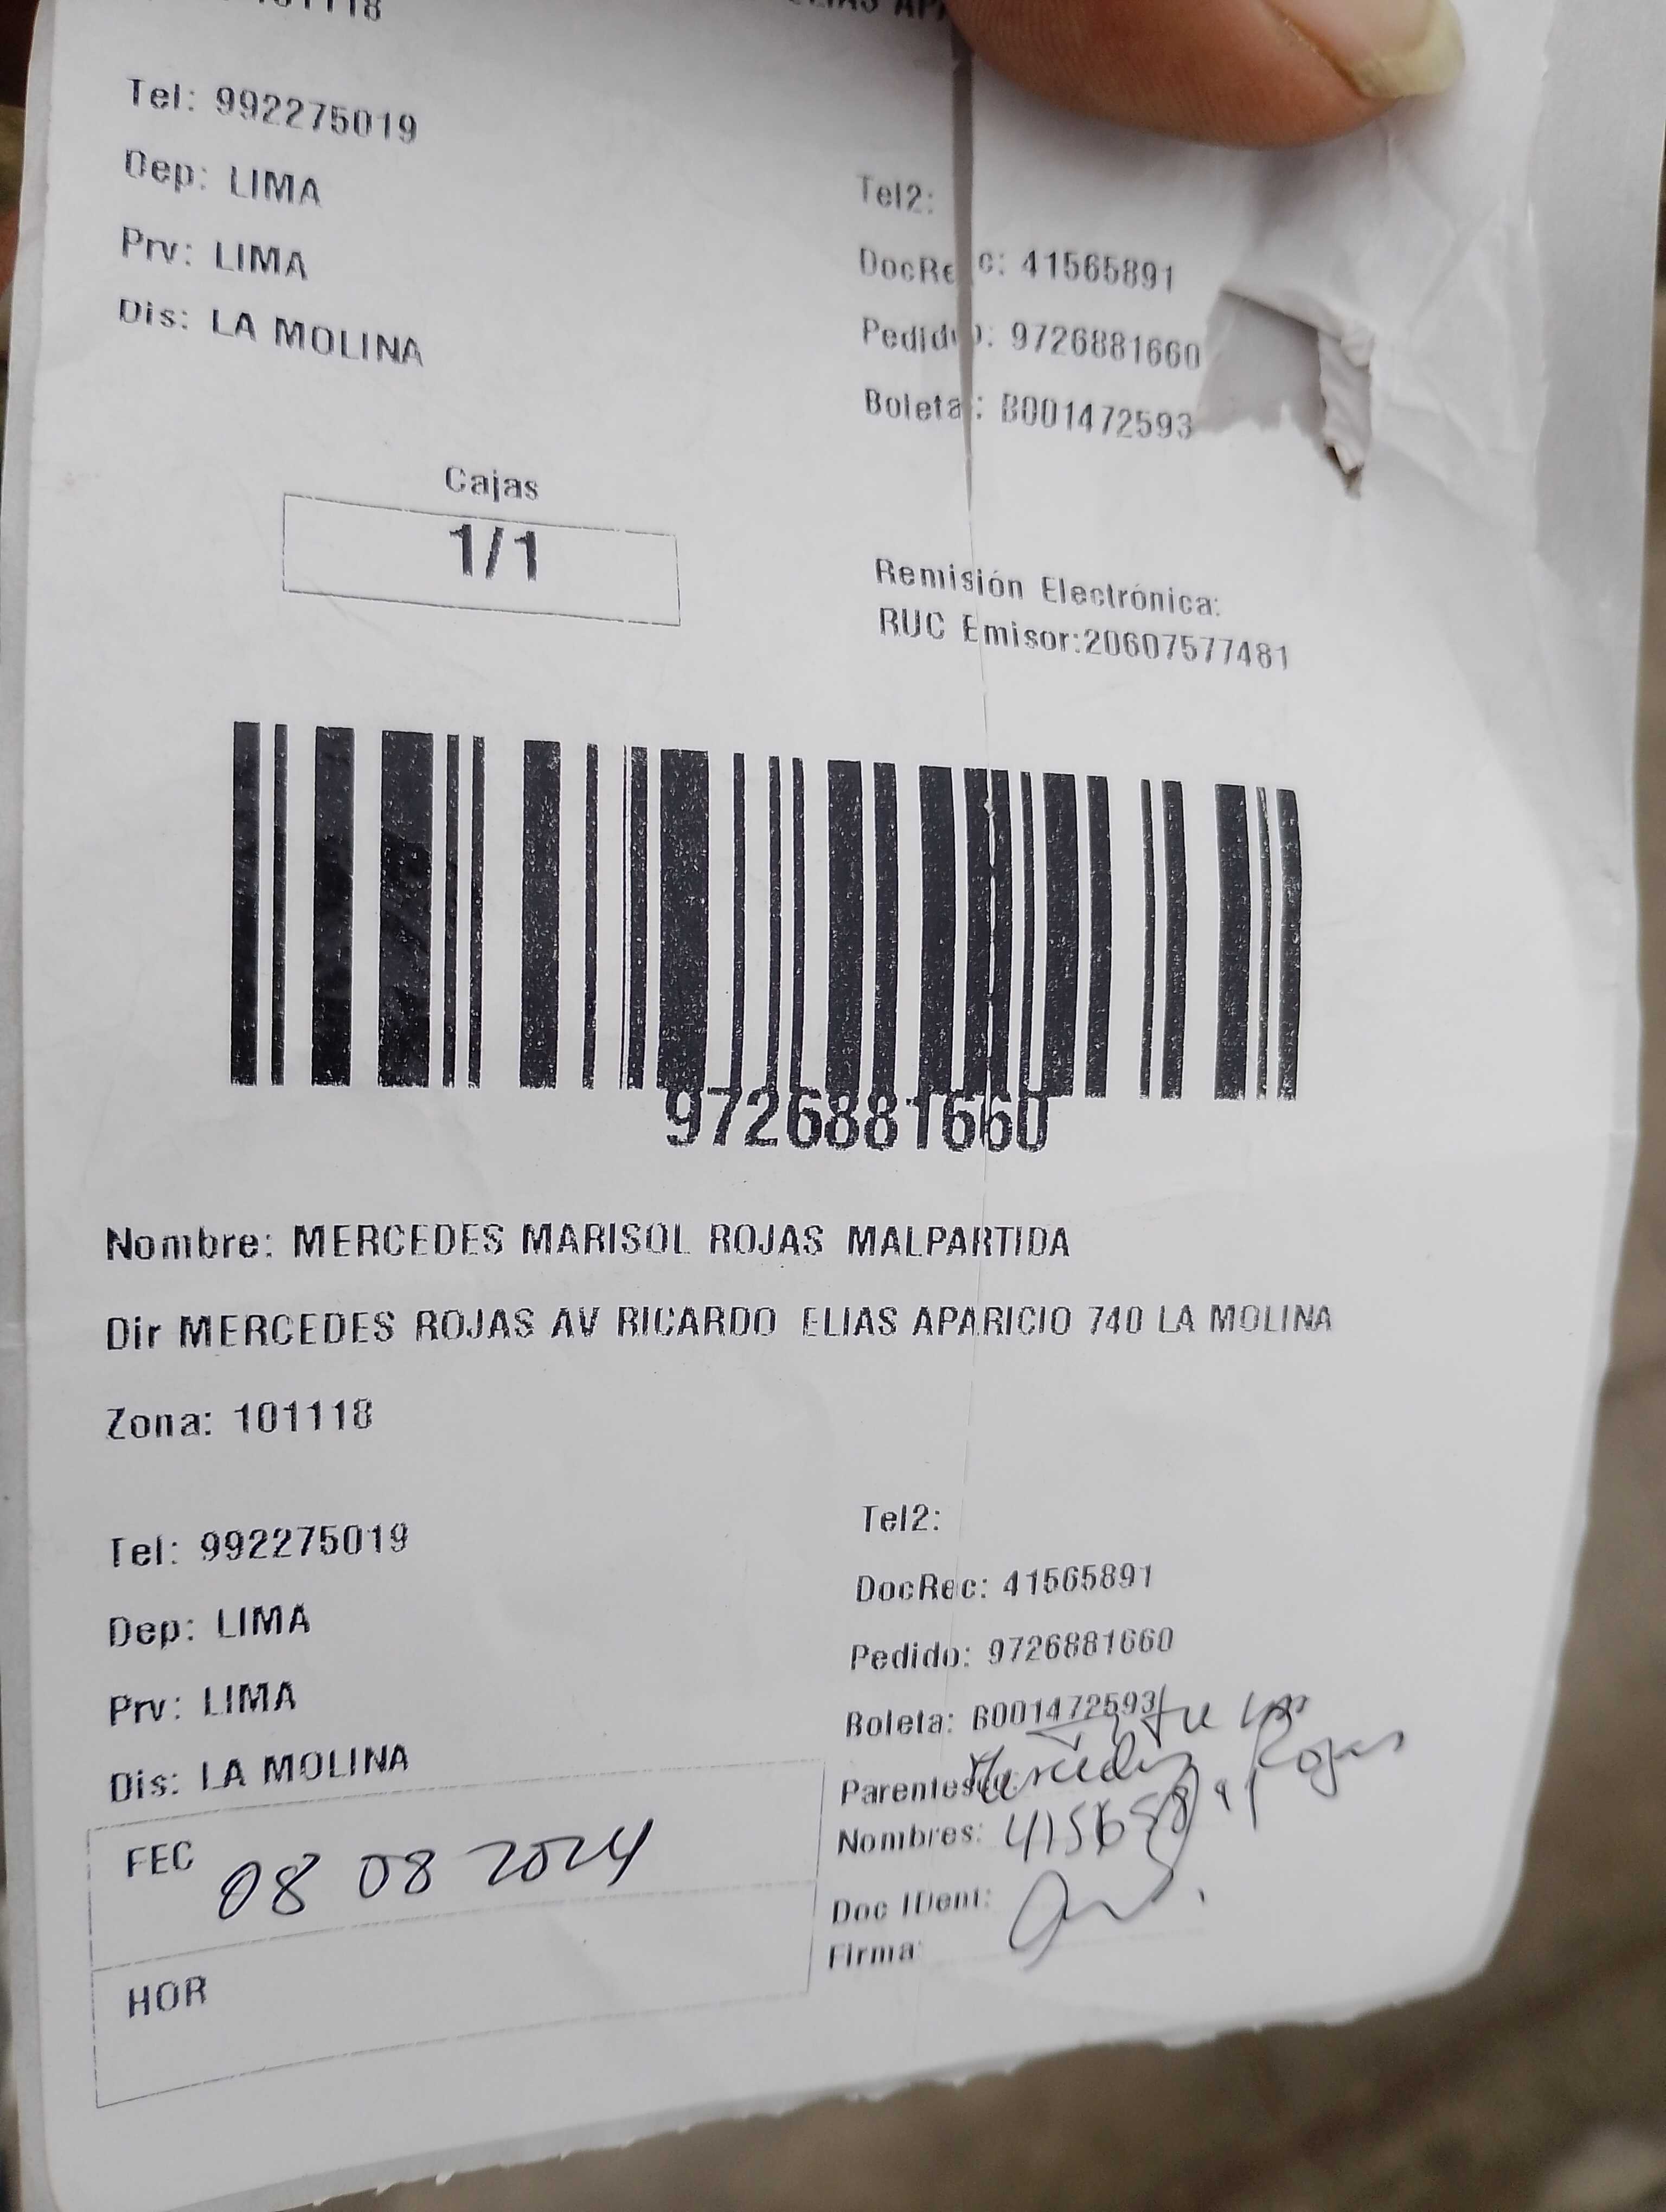 Tel: 992275019
Dep: LIMA
Prv: LIMA
Dis: LA MOLINA
Tel2:
DocRec: 41565891
Pedido: 9726881660
Boleta: B001472593
Cajas
1/1
Remisión Electrónica:
RUC Emisor:20607577481
9726881660
Nombre: MERCEDES MARISOL ROJAS MALPARTIDA
Dir MERCEDES ROJAS AV RICARDO ELIAS APARICIO 740 LA MOLINA
Zona: 101118
Tel: 992275019
Dep: LIMA
Prv: LIMA
Dis: LA MOLINA
Tel2:
DocRec: 41565891
Pedido: 9726881660
Boleta: B001472593
Parentesco: Mercedes Rojas
Nombres: 41565891
Doc IDent:
Firma:
FEC 08 08 2024
HOR